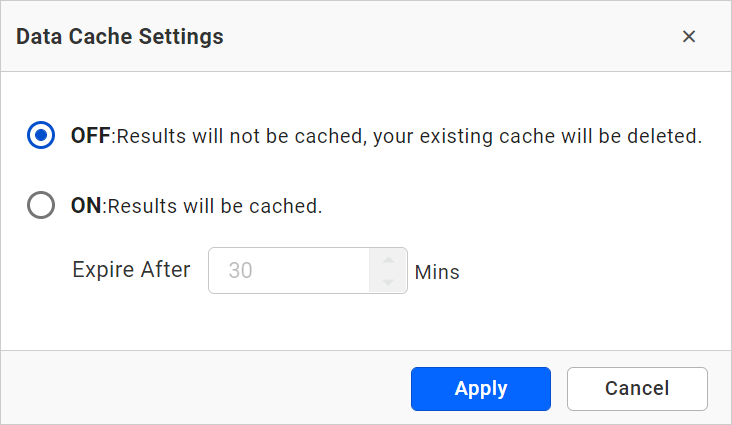 Data Cache Settings ×
OFF:Results will not be cached, your existing cache will be deleted.
ON:Results will be cached.
Expire After 30 Mins
Apply Cancel